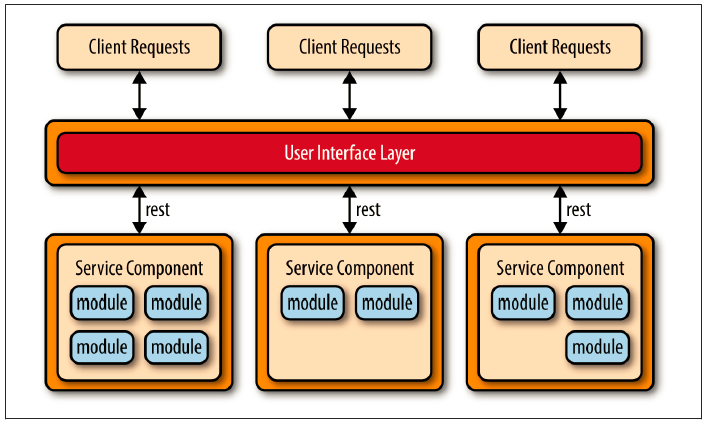 Client Requests
Client Requests
Client Requests
User Interface Layer
rest
rest
rest
Service Component
module
module
module
module
Service Component
module
module
Service Component
module
module
module